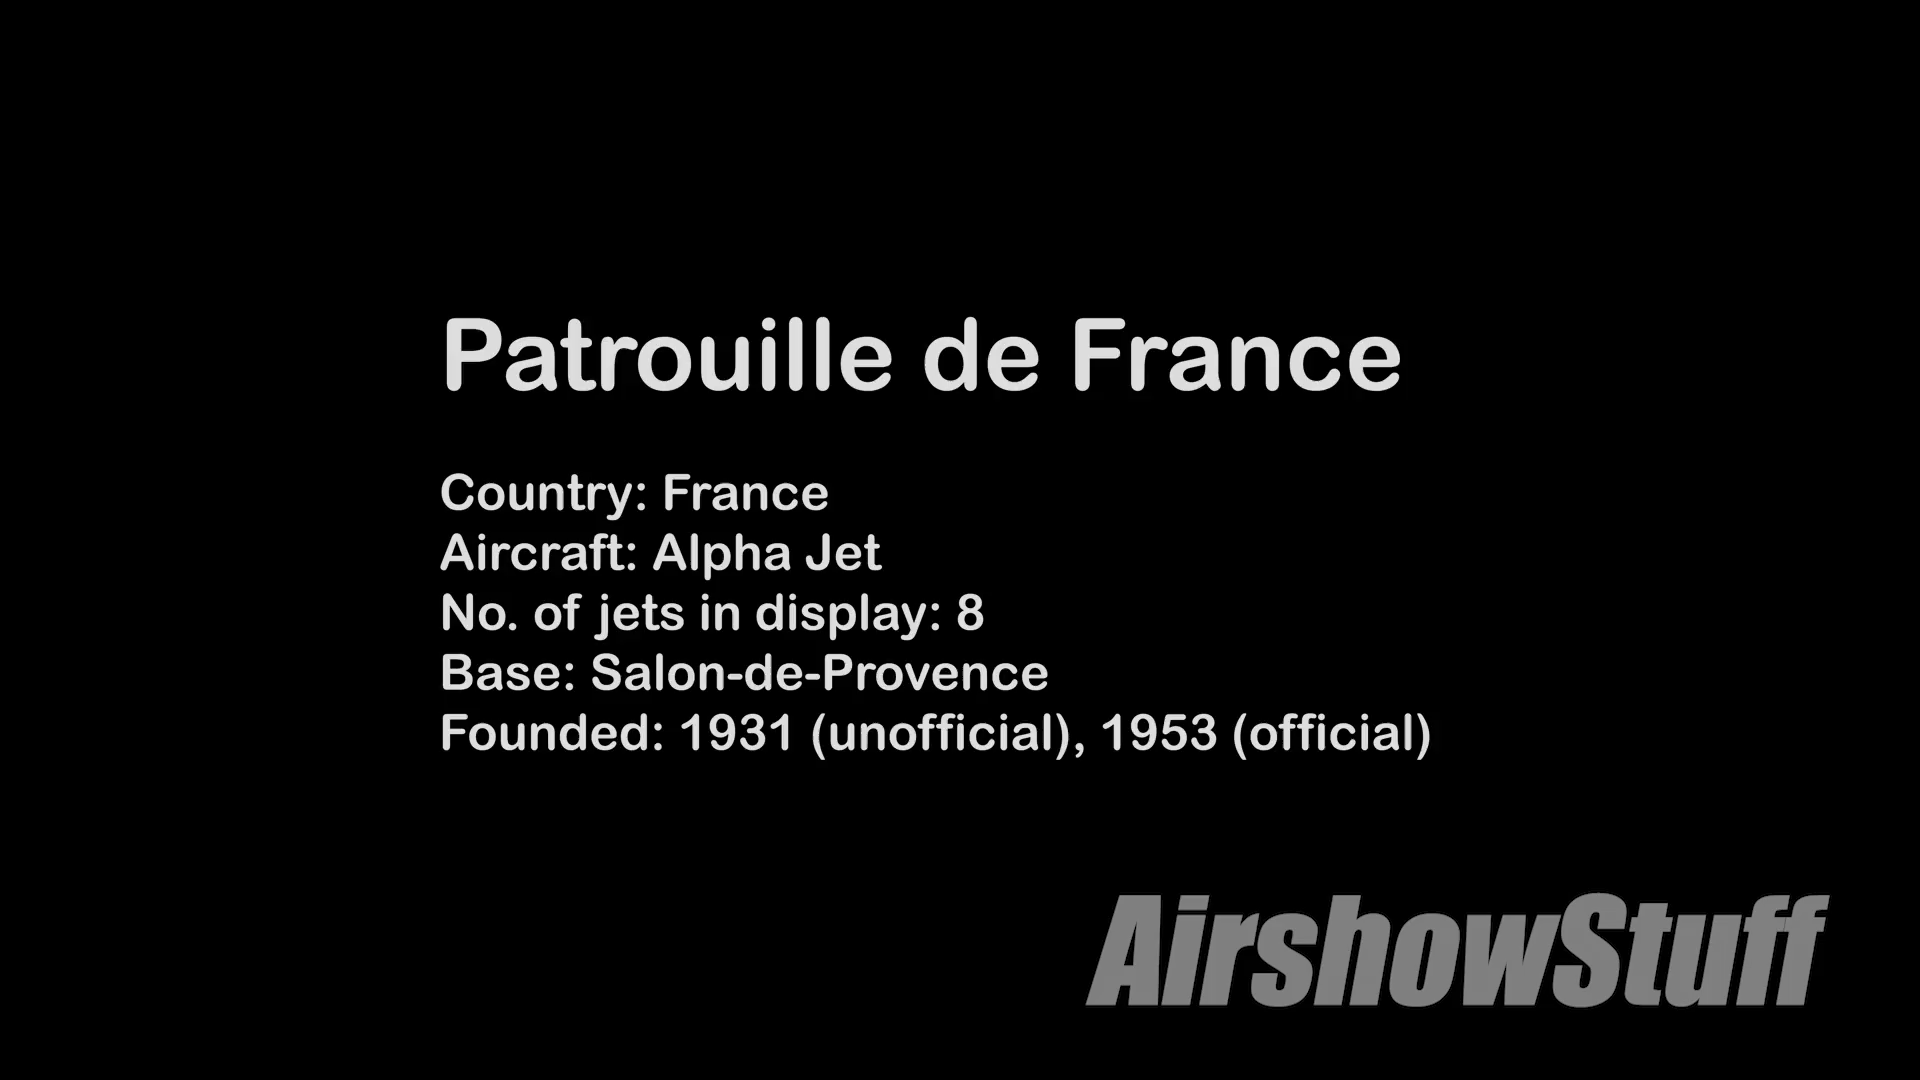 Patrouille de France
Country: France
Aircraft: Alpha Jet
No. of jets in display: 8
Base: Salon-de-Provence
Founded: 1931 (unofficial), 1953 (official)
AirshowStuff